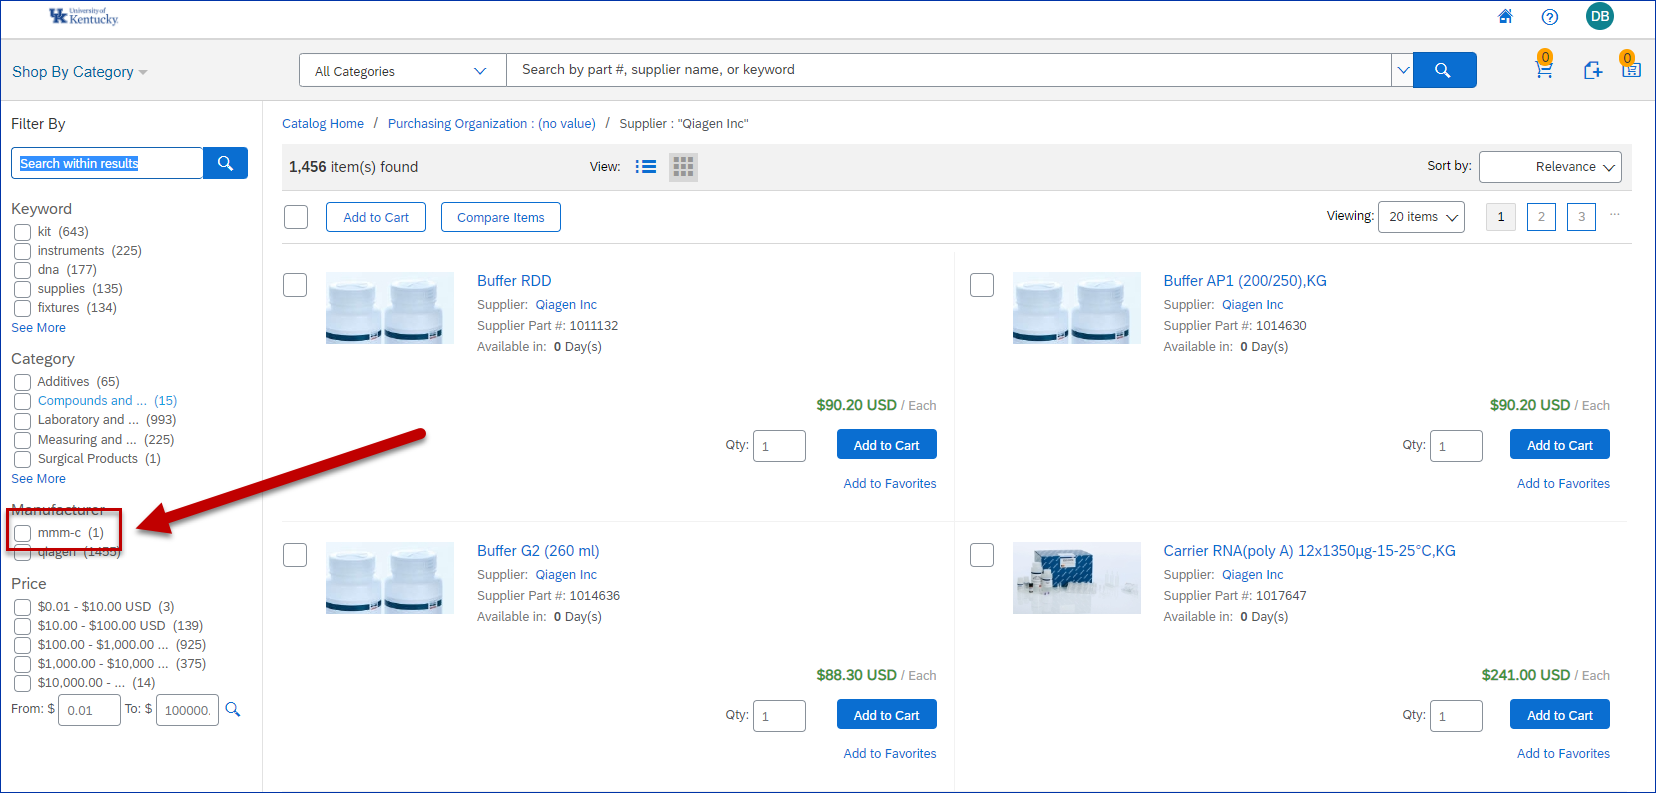 University of
UK Kentucky.
DB
Shop By Category
All Categories
Search by part #, supplier name, or keyword
0
0
Filter By
Search within results
Keyword
kit (643)
instruments (225)
dna (177)
supplies (135)
fixtures (134)
See More
Category
Additives (65)
Compounds and ... (15)
Laboratory and ... (993)
Measuring and ... (225)
Surgical Products (1)
See More
Manufacturer
mmm-c (1)
qiagen (1455)
Price
$0.01 - $10.00 USD (3)
$10.00 - $100.00 USD (139)
$100.00 - $1,000.00 ... (925)
$1,000.00 - $10,000 ... (375)
$10,000.00 - ... (14)
From: $ 0.01 To: $ 100000.
Catalog Home / Purchasing Organization : (no value) / Supplier : "Qiagen Inc"
1,456 item(s) found
View:
Sort by: Relevance
Add to Cart
Compare Items
Viewing: 20 items
1 2 3 ...
Buffer RDD
Supplier: Qiagen Inc
Supplier Part #: 1011132
Available in: 0 Day(s)
$90.20 USD / Each
Qty: 1
Add to Cart
Add to Favorites
Buffer AP1 (200/250),KG
Supplier: Qiagen Inc
Supplier Part #: 1014630
Available in: 0 Day(s)
$90.20 USD / Each
Qty: 1
Add to Cart
Add to Favorites
Buffer G2 (260 ml)
Supplier: Qiagen Inc
Supplier Part #: 1014636
Available in: 0 Day(s)
$88.30 USD / Each
Qty: 1
Add to Cart
Add to Favorites
Carrier RNA(poly A) 12x1350µg-15-25°C,KG
Supplier: Qiagen Inc
Supplier Part #: 1017647
Available in: 0 Day(s)
$241.00 USD / Each
Qty: 1
Add to Cart
Add to Favorites